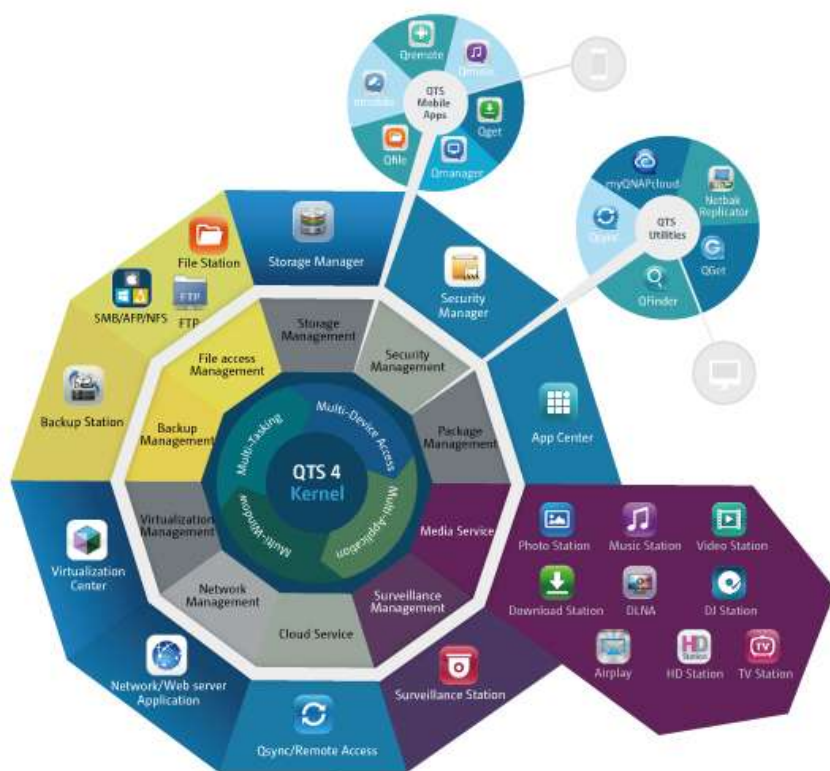 Qremote
Qmusic
QTS
Mobile
Apps
Qget
Qfile
Qmanager
myQNAPcloud
Netbak
Replicator
Qsync
QTS
Utilities
QGet
QFinder
File Station
Storage Manager
Security
Manager
SMB/AFP/NFS
FTP
FTP
Storage
Management
File access
Management
Security
Management
Backup Station
Backup
Management
Multi-Tasking
Multi-Device Access
Package
Management
App Center
QTS 4
Kernel
Virtualization
Management
Multi-Window
Multi-Application
Media Service
Photo Station
Music Station
Video Station
Virtualization
Center
Network
Management
Surveillance
Management
Cloud Service
Download Station
DLNA
DJ Station
Network/Web server
Application
Qsync/Remote Access
Surveillance Station
HD
Station
TV
Airplay
HD Station
TV Station